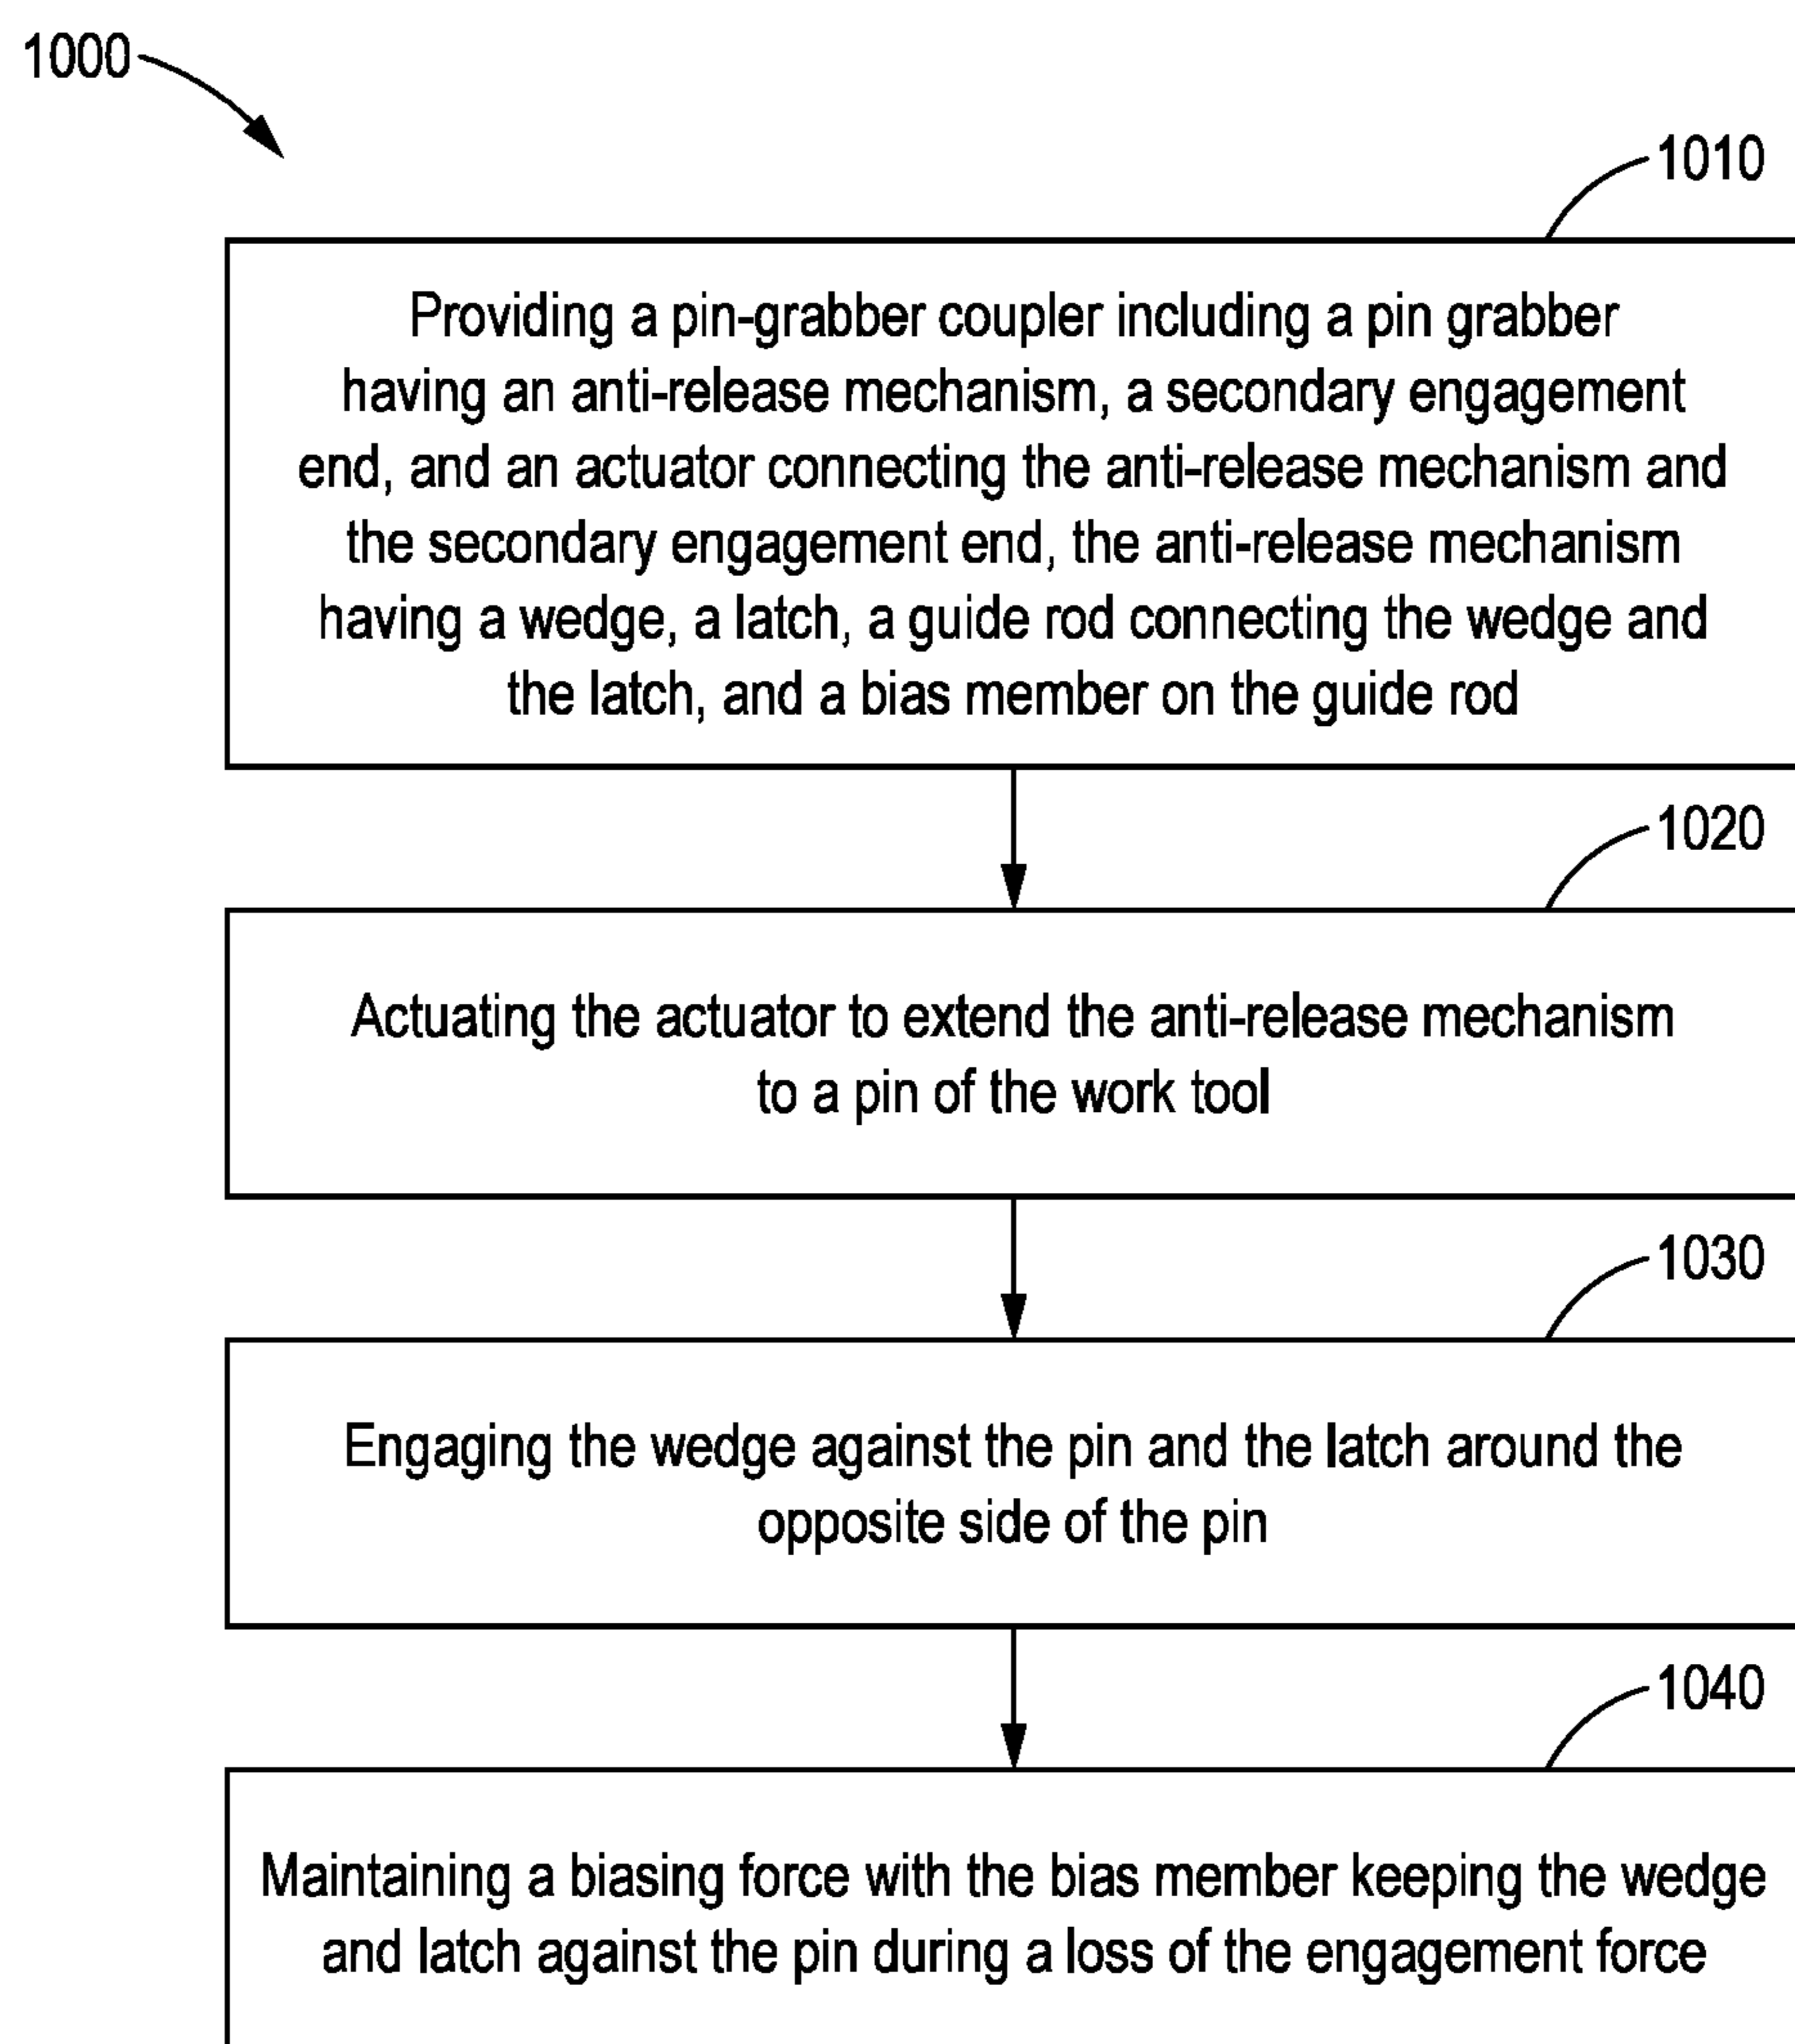 1000
1010
Providing a pin-grabber coupler including a pin grabber
having an anti-release mechanism, a secondary engagement
end, and an actuator connecting the anti-release mechanism and
the secondary engagement end, the anti-release mechanism
having a wedge, a latch, a guide rod connecting the wedge and
the latch, and a bias member on the guide rod
1020
Actuating the actuator to extend the anti-release mechanism
to a pin of the work tool
1030
Engaging the wedge against the pin and the latch around the
opposite side of the pin
1040
Maintaining a biasing force with the bias member keeping the wedge
and latch against the pin during a loss of the engagement force